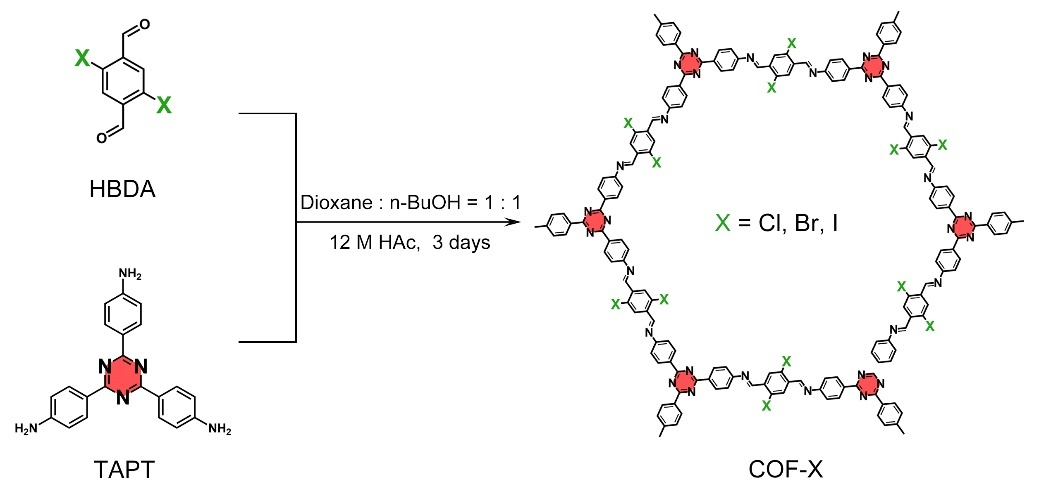 O
X
X
O
HBDA
NH₂
N
N
N
H₂N
NH₂
TAPT
Dioxane : n-BuOH = 1 : 1
12 M HAc, 3 days
X = Cl, Br, I
N
N
N
N
X
X
N
N
N
N
N
X
X
N
N
X
X
N
N
N
N
N
X
X
N
N
N
N
N
X
X
N
X
X
N
N
N
N
N
X
X
N
N
N
N
COF-X